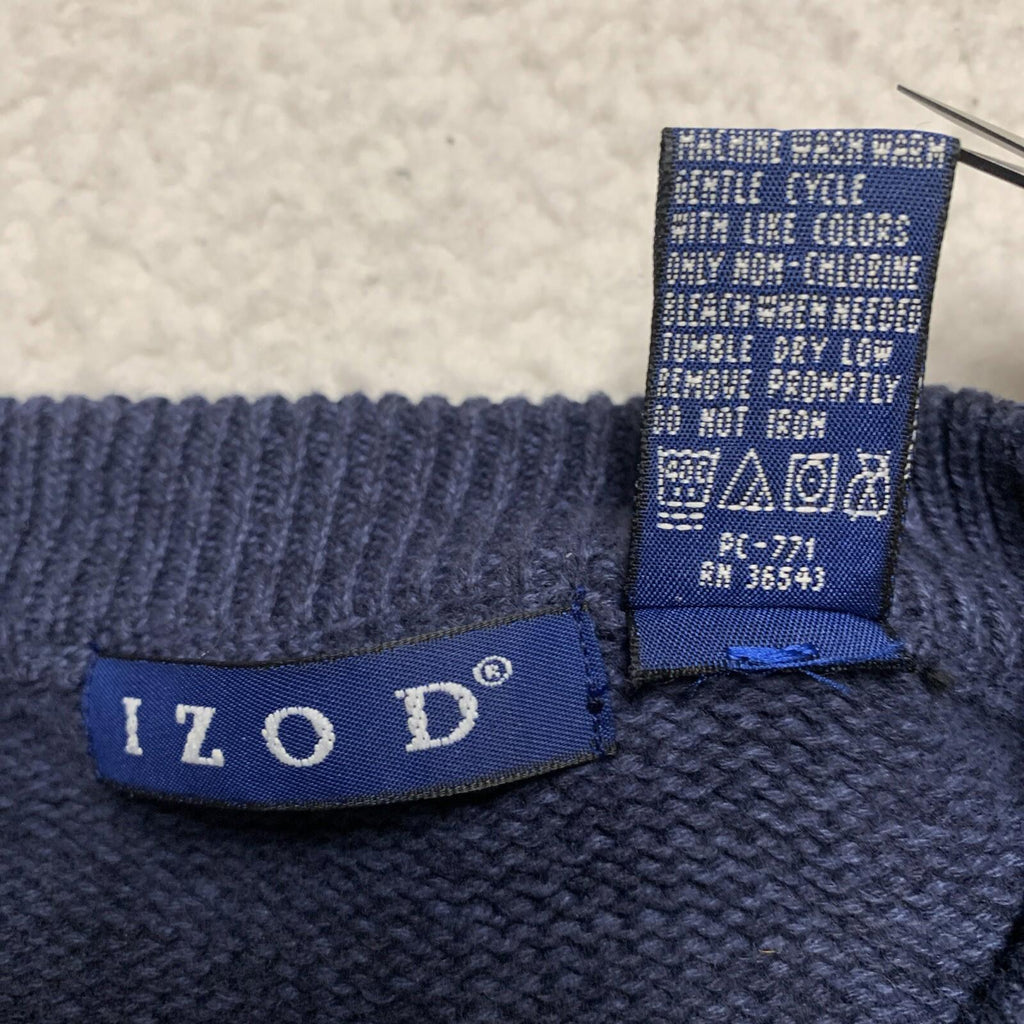 MACHINE WASH WARM
GENTLE CYCLE
WITH LIKE COLORS
ONLY NON-CHLORINE
BLEACH WHEN NEEDED
TUMBLE DRY LOW
REMOVE PROMPTLY
DO NOT IRON
PC-771
RN 36543
IZOD®